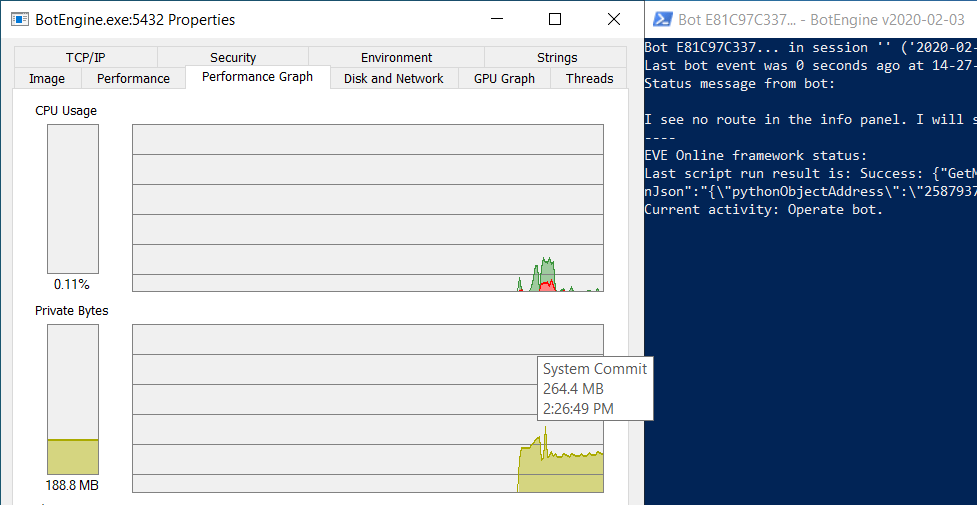 BotEngine.exe:5432 Properties
TCP/IP Security Environment Strings
Image Performance Performance Graph Disk and Network GPU Graph Threads
CPU Usage
0.11%
Private Bytes
System Commit
264.4 MB
2:26:49 PM
188.8 MB
Bot E81C97C337... - BotEngine v2020-02-03
Bot E81C97C337... in session '' ('2020-02-
Last bot event was 0 seconds ago at 14-27-
Status message from bot:
I see no route in the info panel. I will s
----
EVE Online framework status:
Last script run result is: Success: {"GetM
nJson":"{\"pythonObjectAddress\":\"2587937
Current activity: Operate bot.